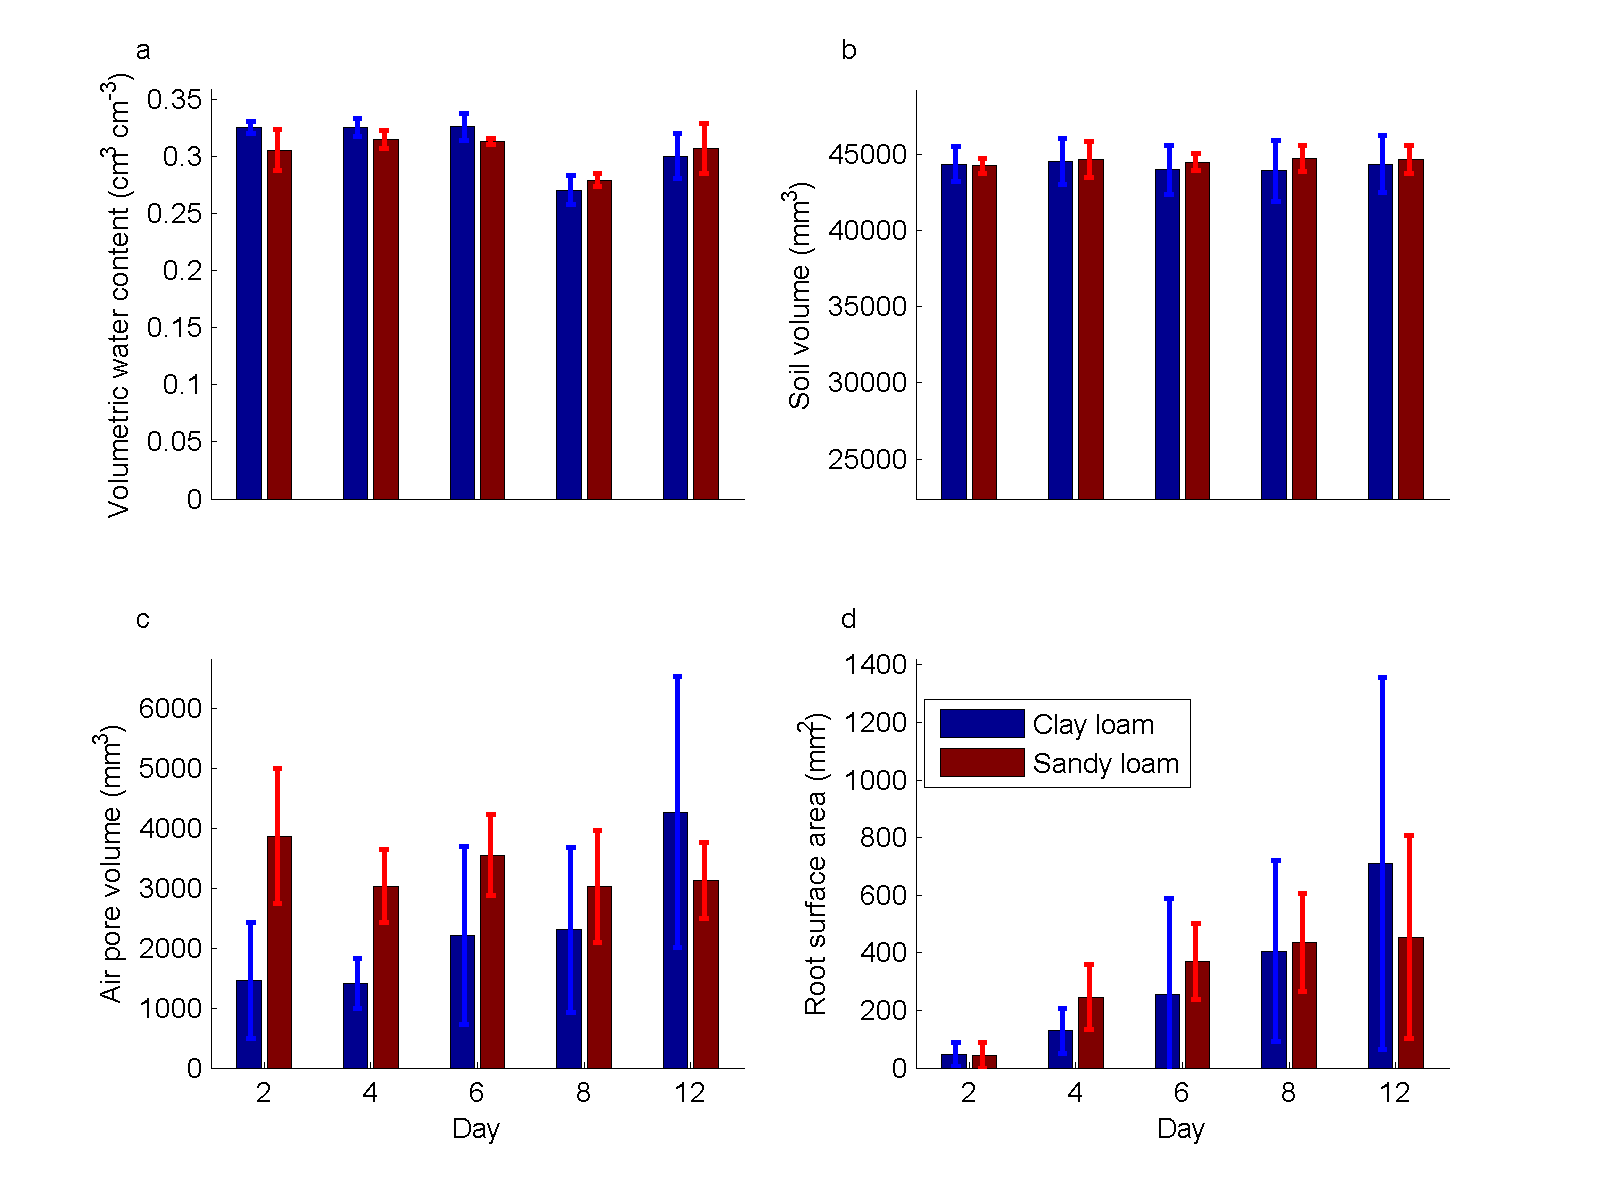 a
Volumetric water content (cm³ cm⁻³)
0.35
0.3
0.25
0.2
0.15
0.1
0.05
0
b
Soil volume (mm³)
45000
40000
35000
30000
25000
c
Air pore volume (mm³)
6000
5000
4000
3000
2000
1000
0
2 4 6 8 12
Day
d
Root surface area (mm²)
1400
1200
1000
800
600
400
200
0
Clay loam
Sandy loam
2 4 6 8 12
Day